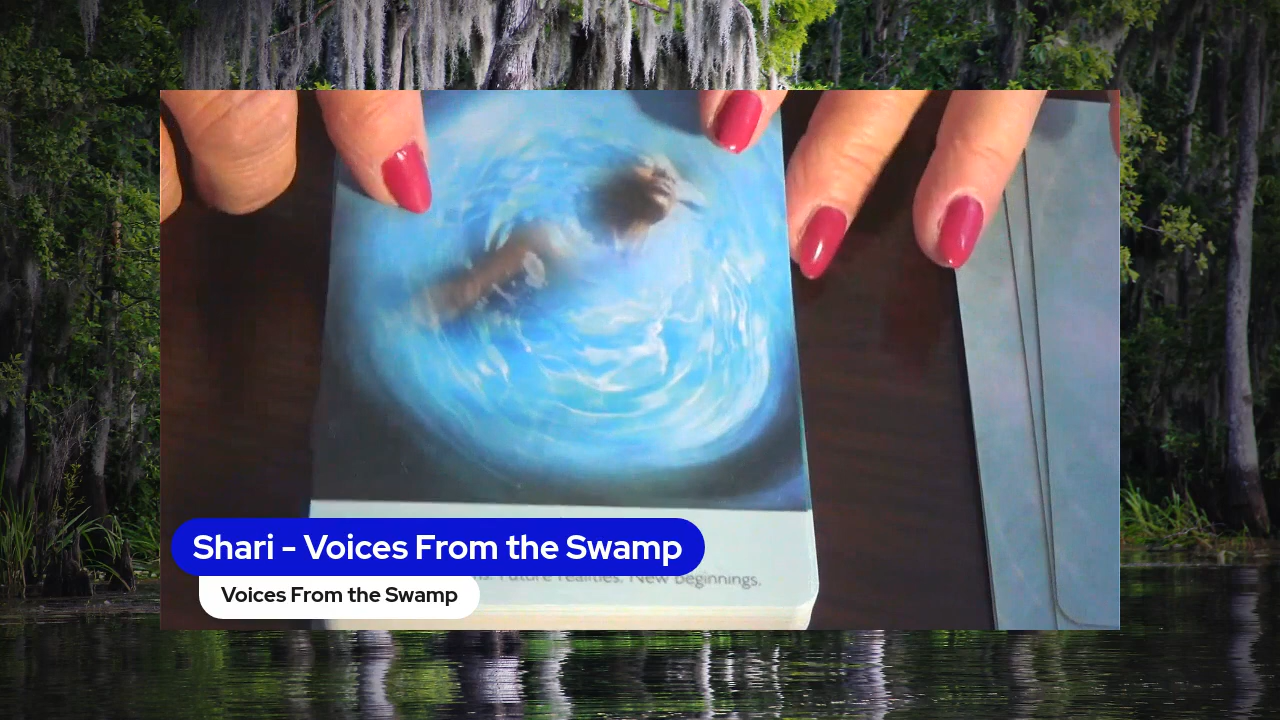 Shari - Voices From the Swamp
Future realities. New Beginnings.
Voices From the Swamp